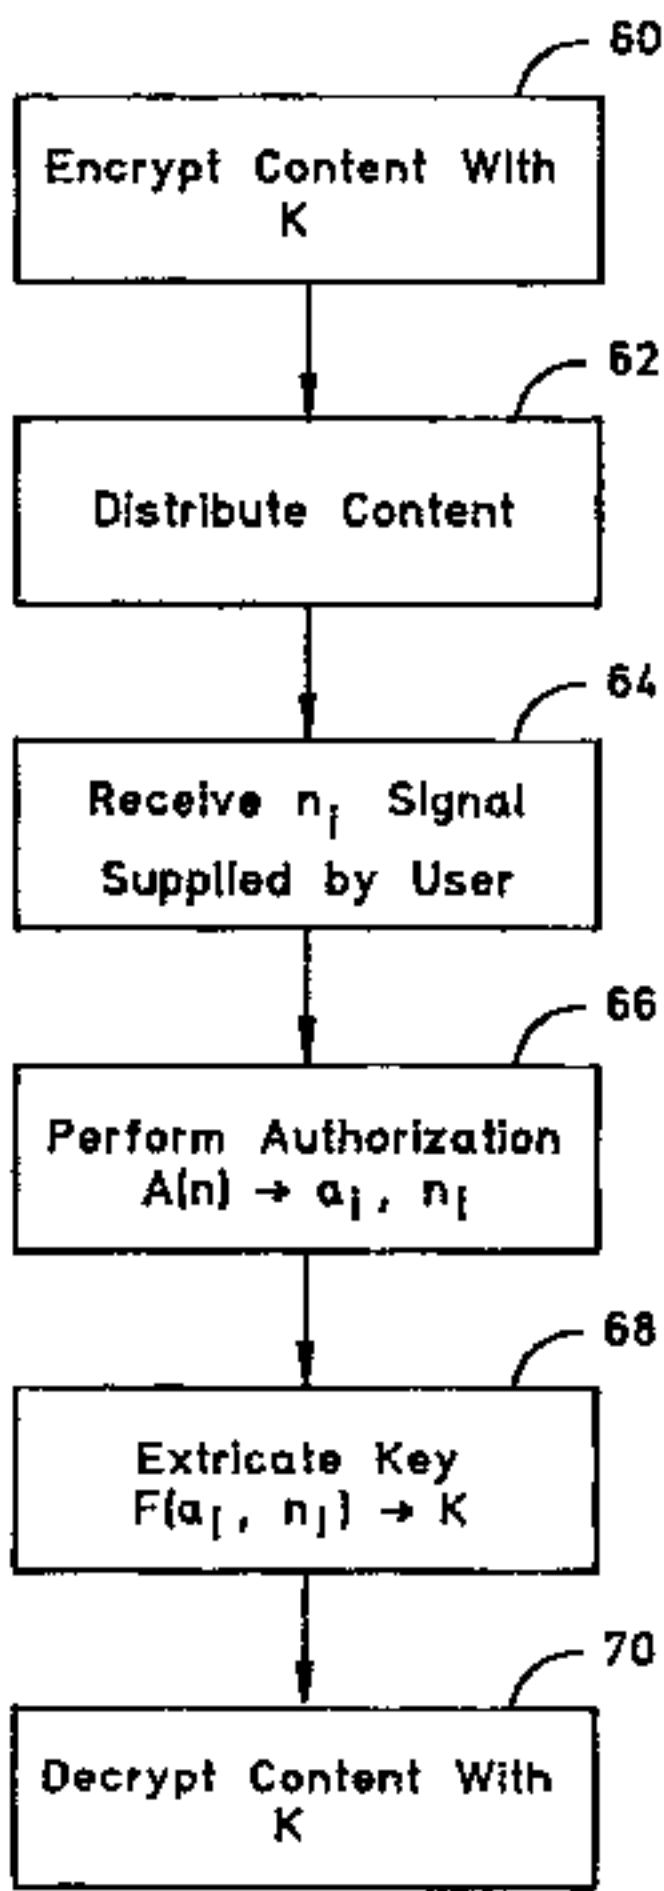 60
Encrypt Content With
K
62
Distribute Content
64
Receive nᵢ Signal
Supplied by User
66
Perform Authorization
A(n) → aᵢ, nᵢ
68
Extricate Key
F(aᵢ, nᵢ) → K
70
Decrypt Content With
K